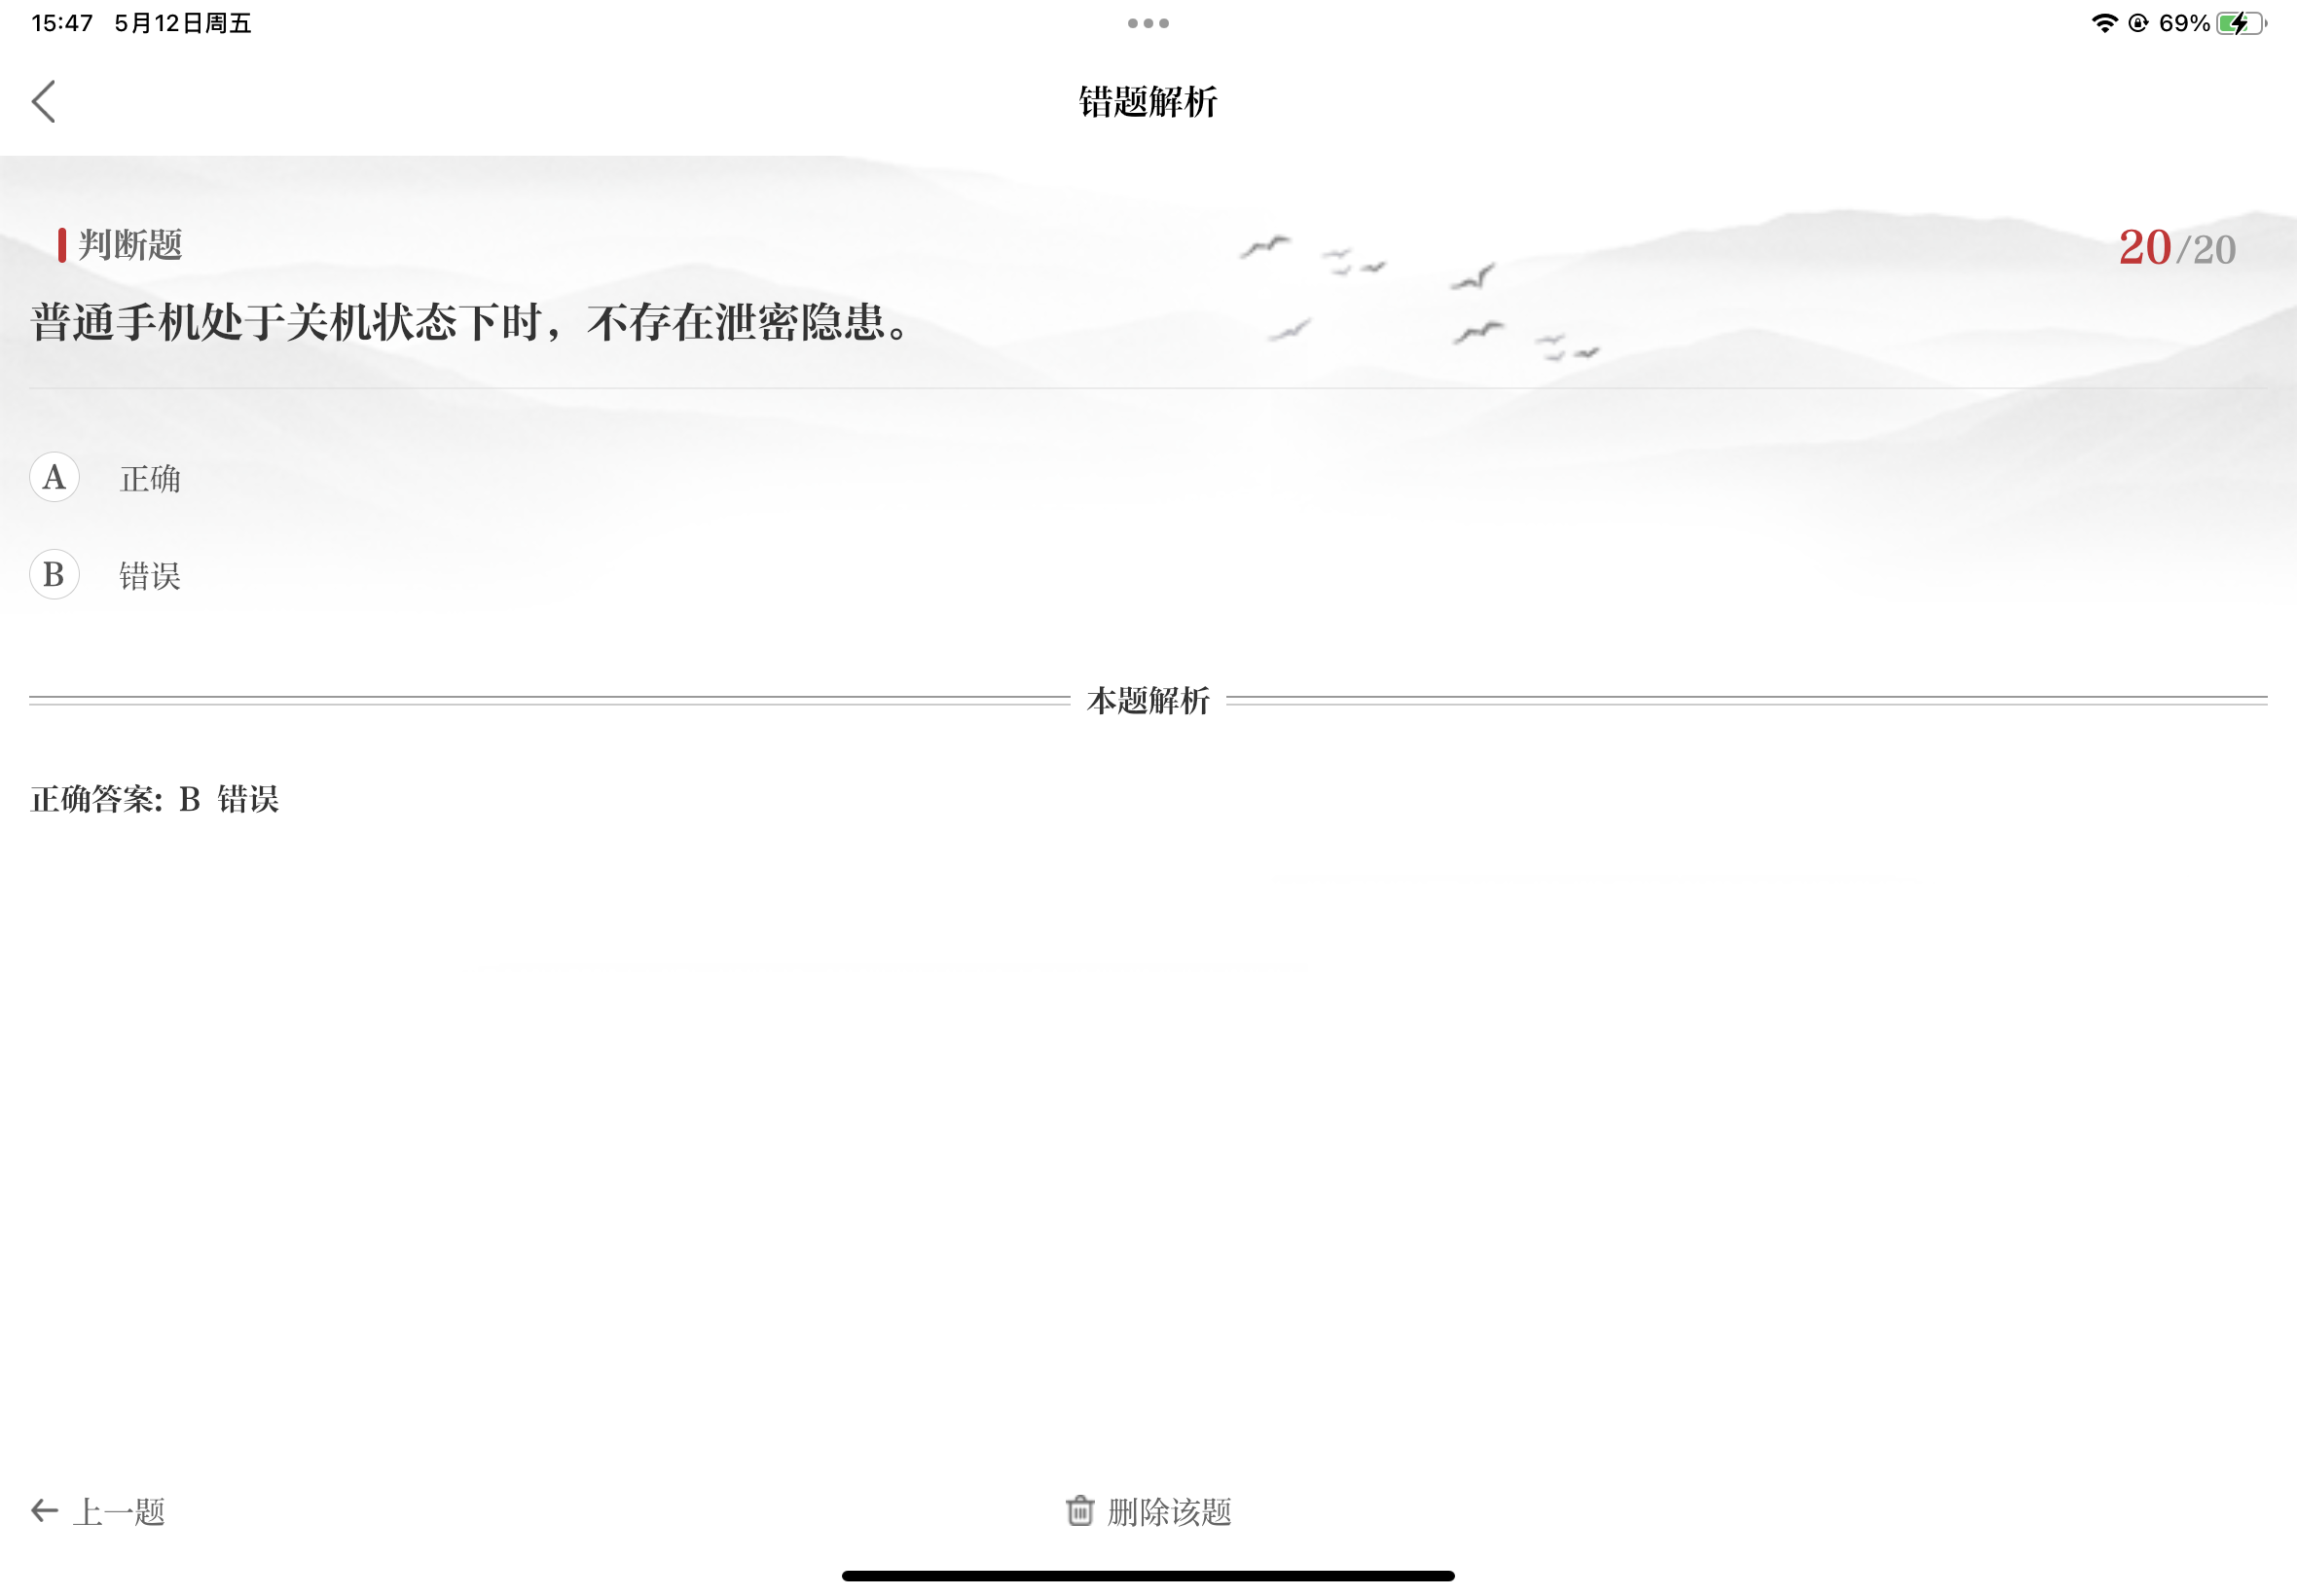 15:47 5月12日周五
69%
错题解析
判断题
20/20
普通手机处于关机状态下时，不存在泄密隐患。
A 正确
B 错误
本题解析
正确答案: B 错误
上一题
删除该题